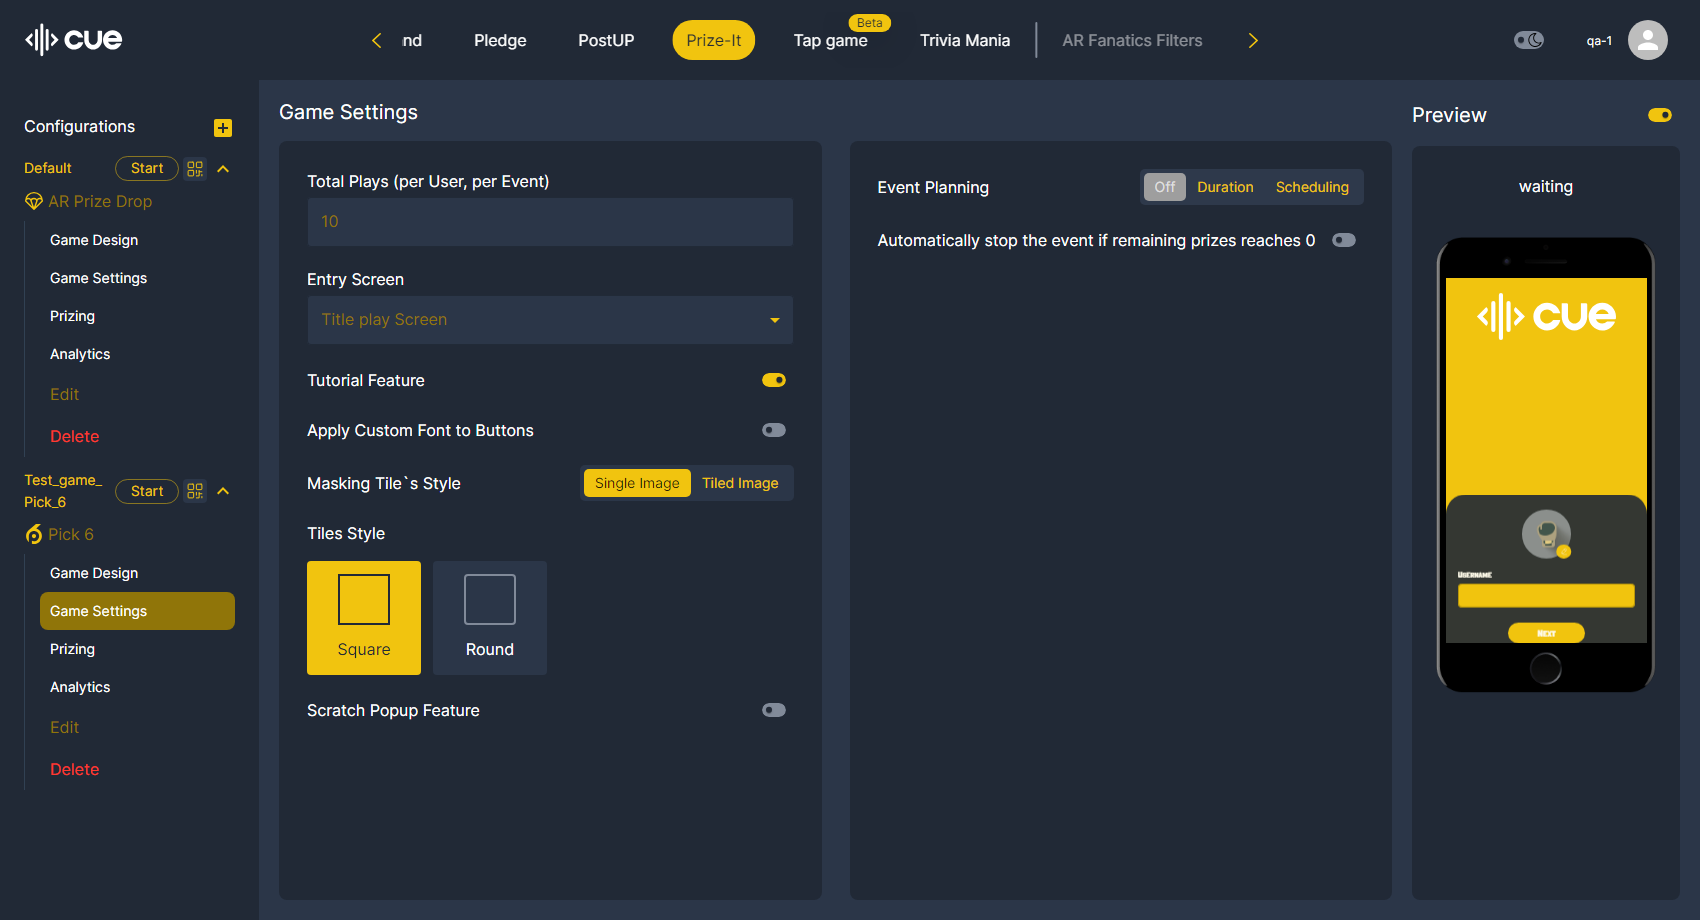 cue
nd
Pledge
PostUP
Prize-It
Beta
Tap game
Trivia Mania
AR Fanatics Filters
qa-1
Configurations
Default
Start
AR Prize Drop
Game Design
Game Settings
Prizing
Analytics
Edit
Delete
Test_game_
Pick_6
Start
Pick 6
Game Design
Game Settings
Prizing
Analytics
Edit
Delete
Game Settings
Total Plays (per User, per Event)
10
Entry Screen
Title play Screen
Tutorial Feature
Apply Custom Font to Buttons
Masking Tile`s Style
Single Image
Tiled Image
Tiles Style
Square
Round
Scratch Popup Feature
Event Planning
Off
Duration
Scheduling
Automatically stop the event if remaining prizes reaches 0
Preview
waiting
cue
Username
Next